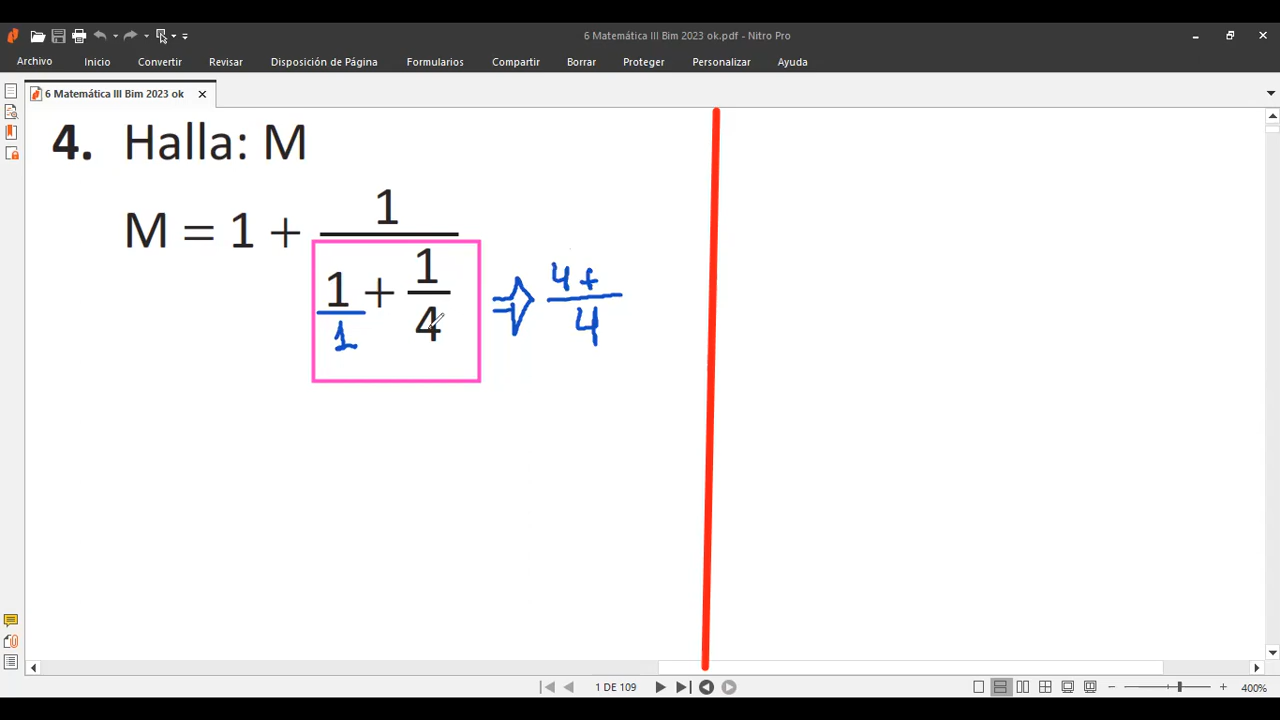 6 Matemática III Bim 2023 ok.pdf - Nitro Pro
Archivo Inicio Convertir Revisar Disposición de Página Formularios Compartir Borrar Proteger Personalizar Ayuda
6 Matemática III Bim 2023 ok
4. Halla: M
1
M = 1 +
1 + 1
1 4
4 +
4
1 DE 109
400%